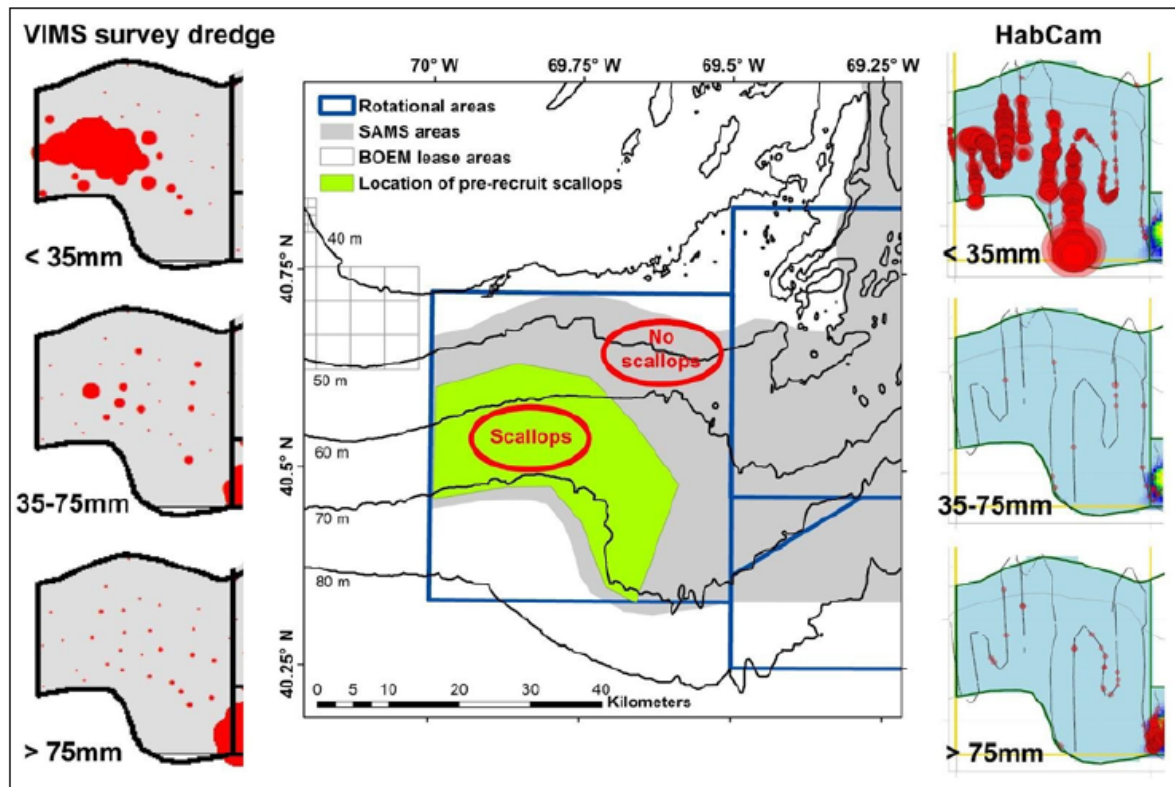 VIMS survey dredge
< 35mm
35-75mm
> 75mm
70° W
69.75° W
69.5° W
69.25° W
Rotational areas
SAMS areas
BOEM lease areas
Location of pre-recruit scallops
40.75° N
40.5° N
40.25° N
40 m
50 m
60 m
70 m
80 m
No
scallops
Scallops
0 5 10 20 30 40
Kilometers
HabCam
< 35mm
35-75mm
> 75mm